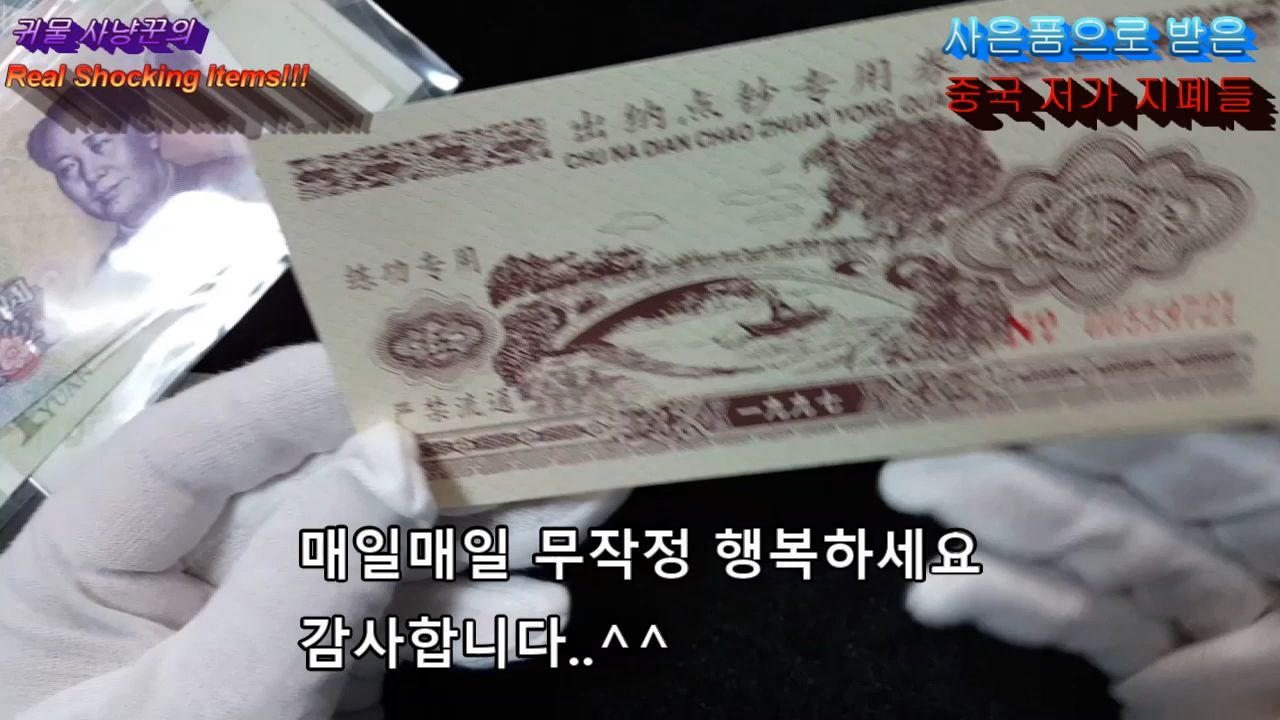 귀물 사냥꾼의
Real Shocking Items!!!
사은품으로 받은
중국 저가 지폐들
出纳点钞专用券
CHU NA DIAN CHAO ZHUAN YONG QUAN
练功专用
严禁流通
一九九七
YUAN
매일매일 무작정 행복하세요
감사합니다..^^